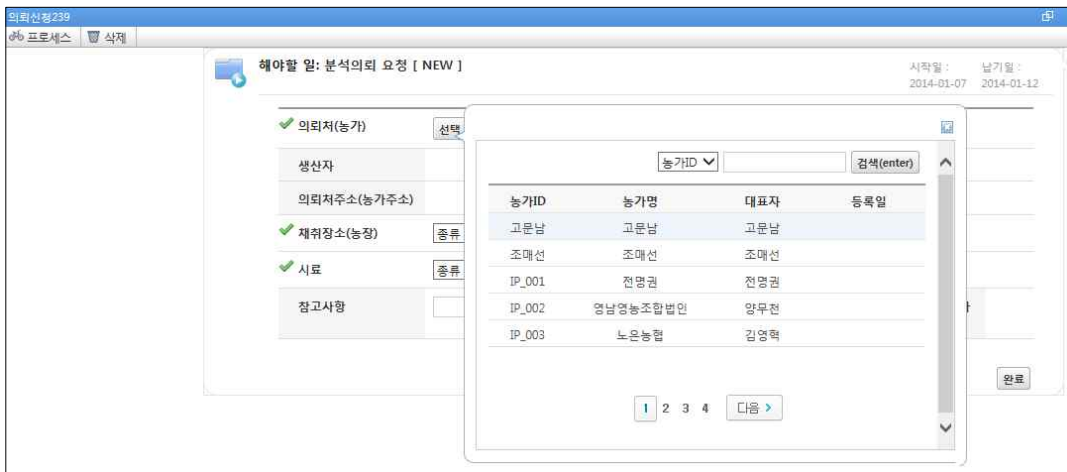 의뢰신청239
프로세스 삭제
해야할 일: 분석의뢰 요청 [ NEW ]
시작일 : 납기일 :
2014-01-07 2014-01-12
의뢰처(농가) 선택
생산자
의뢰처주소(농가주소)
채취장소(농장) 종류
시료 종류
참고사항
농가ID 검색(enter)
농가ID 농가명 대표자 등록일
고문남 고문남 고문남
조매선 조매선 조매선
IP_001 전명권 전명권
IP_002 영남영농조합법인 양무천
IP_003 노은농협 김영혁
1 2 3 4 다음
완료